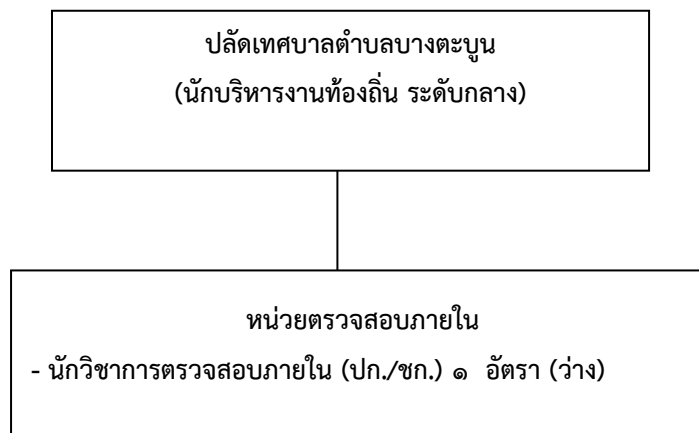 ปลัดเทศบาลตำบลบางตะบูน
(นักบริหารงานท้องถิ่น ระดับกลาง)
หน่วยตรวจสอบภายใน
- นักวิชาการตรวจสอบภายใน (ปก./ชก.) ๑ อัตรา (ว่าง)